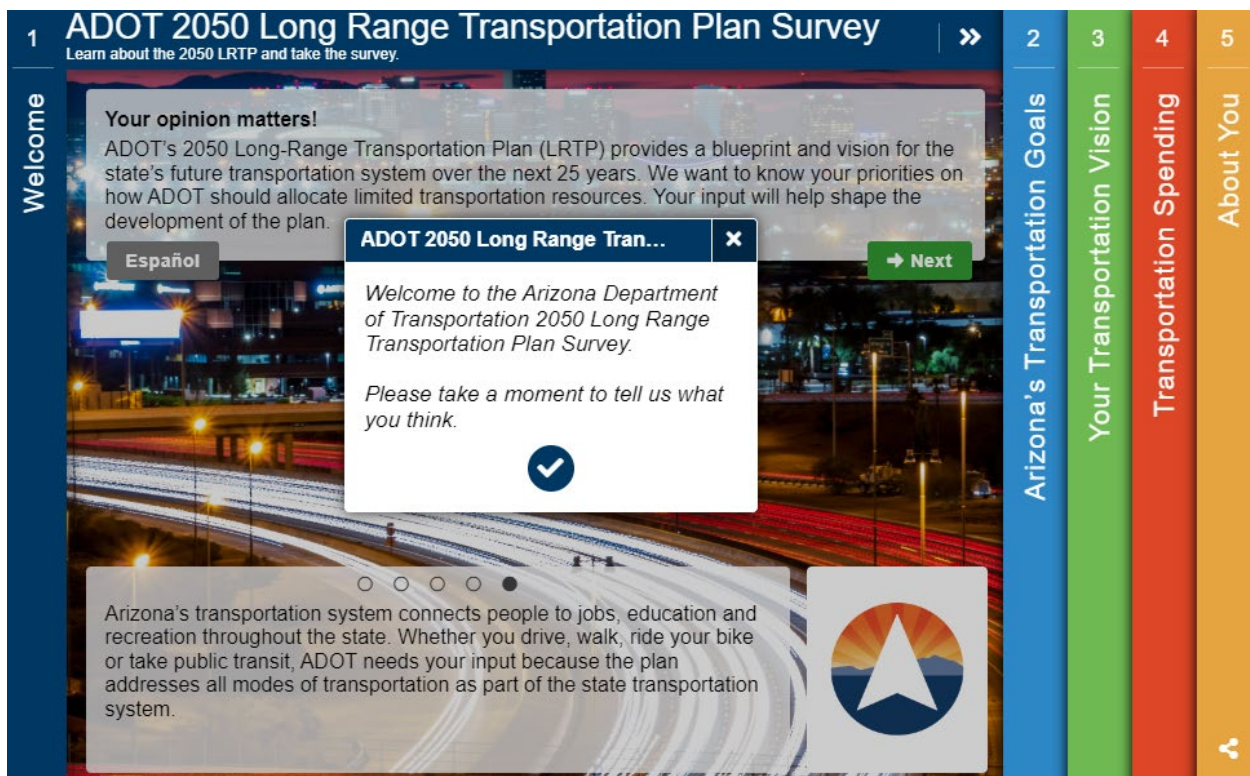 1
Welcome
ADOT 2050 Long Range Transportation Plan Survey
Learn about the 2050 LRTP and take the survey.
Your opinion matters!
ADOT’s 2050 Long-Range Transportation Plan (LRTP) provides a blueprint and vision for the
state’s future transportation system over the next 25 years. We want to know your priorities on
how ADOT should allocate limited transportation resources. Your input will help shape the
development of the plan.
Español
Next
ADOT 2050 Long Range Tran...
Welcome to the Arizona Department
of Transportation 2050 Long Range
Transportation Plan Survey.
Please take a moment to tell us what
you think.
Arizona’s transportation system connects people to jobs, education and
recreation throughout the state. Whether you drive, walk, ride your bike
or take public transit, ADOT needs your input because the plan
addresses all modes of transportation as part of the state transportation
system.
2
Arizona’s Transportation Goals
3
Your Transportation Vision
4
Transportation Spending
5
About You